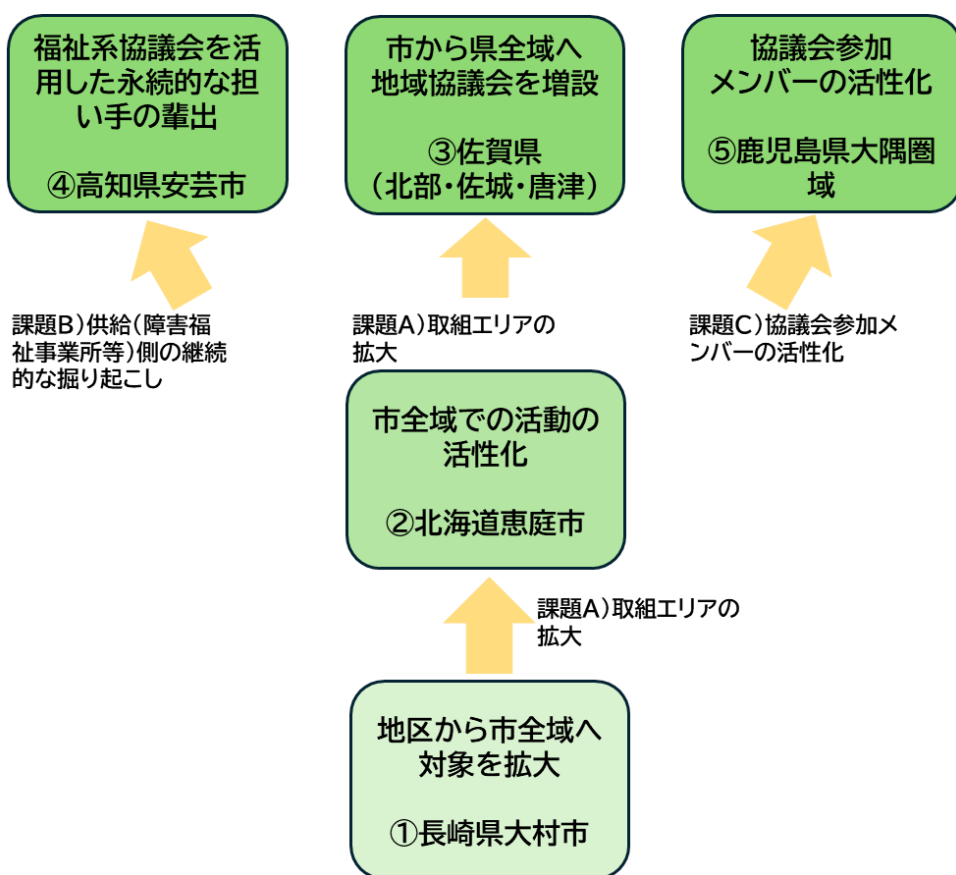 福祉系協議会を活
用した永続的な担
い手の輩出
④高知県安芸市
市から県全域へ
地域協議会を増設
③佐賀県
(北部・佐城・唐津)
協議会参加
メンバーの活性化
⑤鹿児島県大隅圏
域
課題B)供給(障害福
祉事業所等)側の継続
的な掘り起こし
課題A)取組エリアの
拡大
課題C)協議会参加メ
ンバーの活性化
市全域での活動の
活性化
②北海道恵庭市
課題A)取組エリアの
拡大
地区から市全域へ
対象を拡大
①長崎県大村市